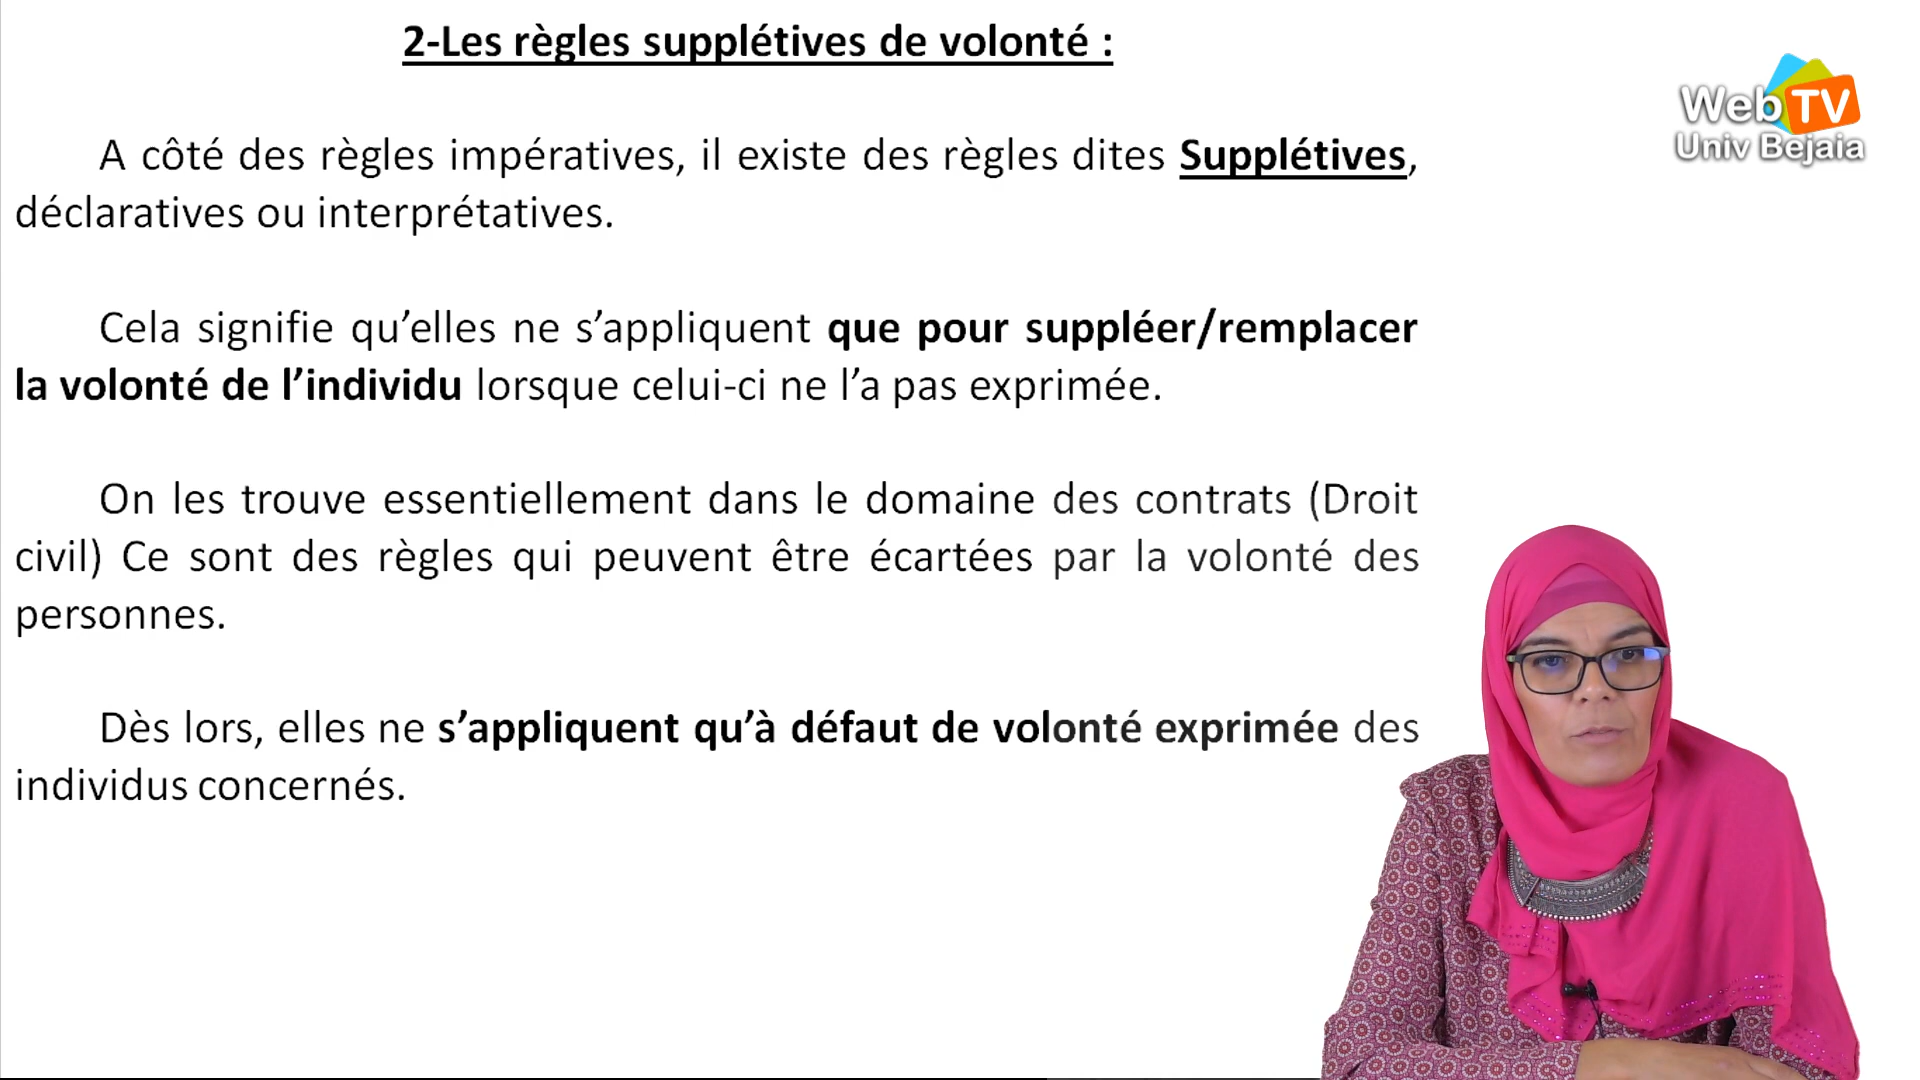 2-Les règles supplétives de volonté :
A côté des règles impératives, il existe des règles dites Supplétives,
déclaratives ou interprétatives.
Cela signifie qu’elles ne s’appliquent que pour suppléer/remplacer
la volonté de l’individu lorsque celui-ci ne l’a pas exprimée.
On les trouve essentiellement dans le domaine des contrats (Droit
civil) Ce sont des règles qui peuvent être écartées par la volonté des
personnes.
Dès lors, elles ne s’appliquent qu’à défaut de volonté exprimée des
individus concernés.
Web TV
Univ Bejaia